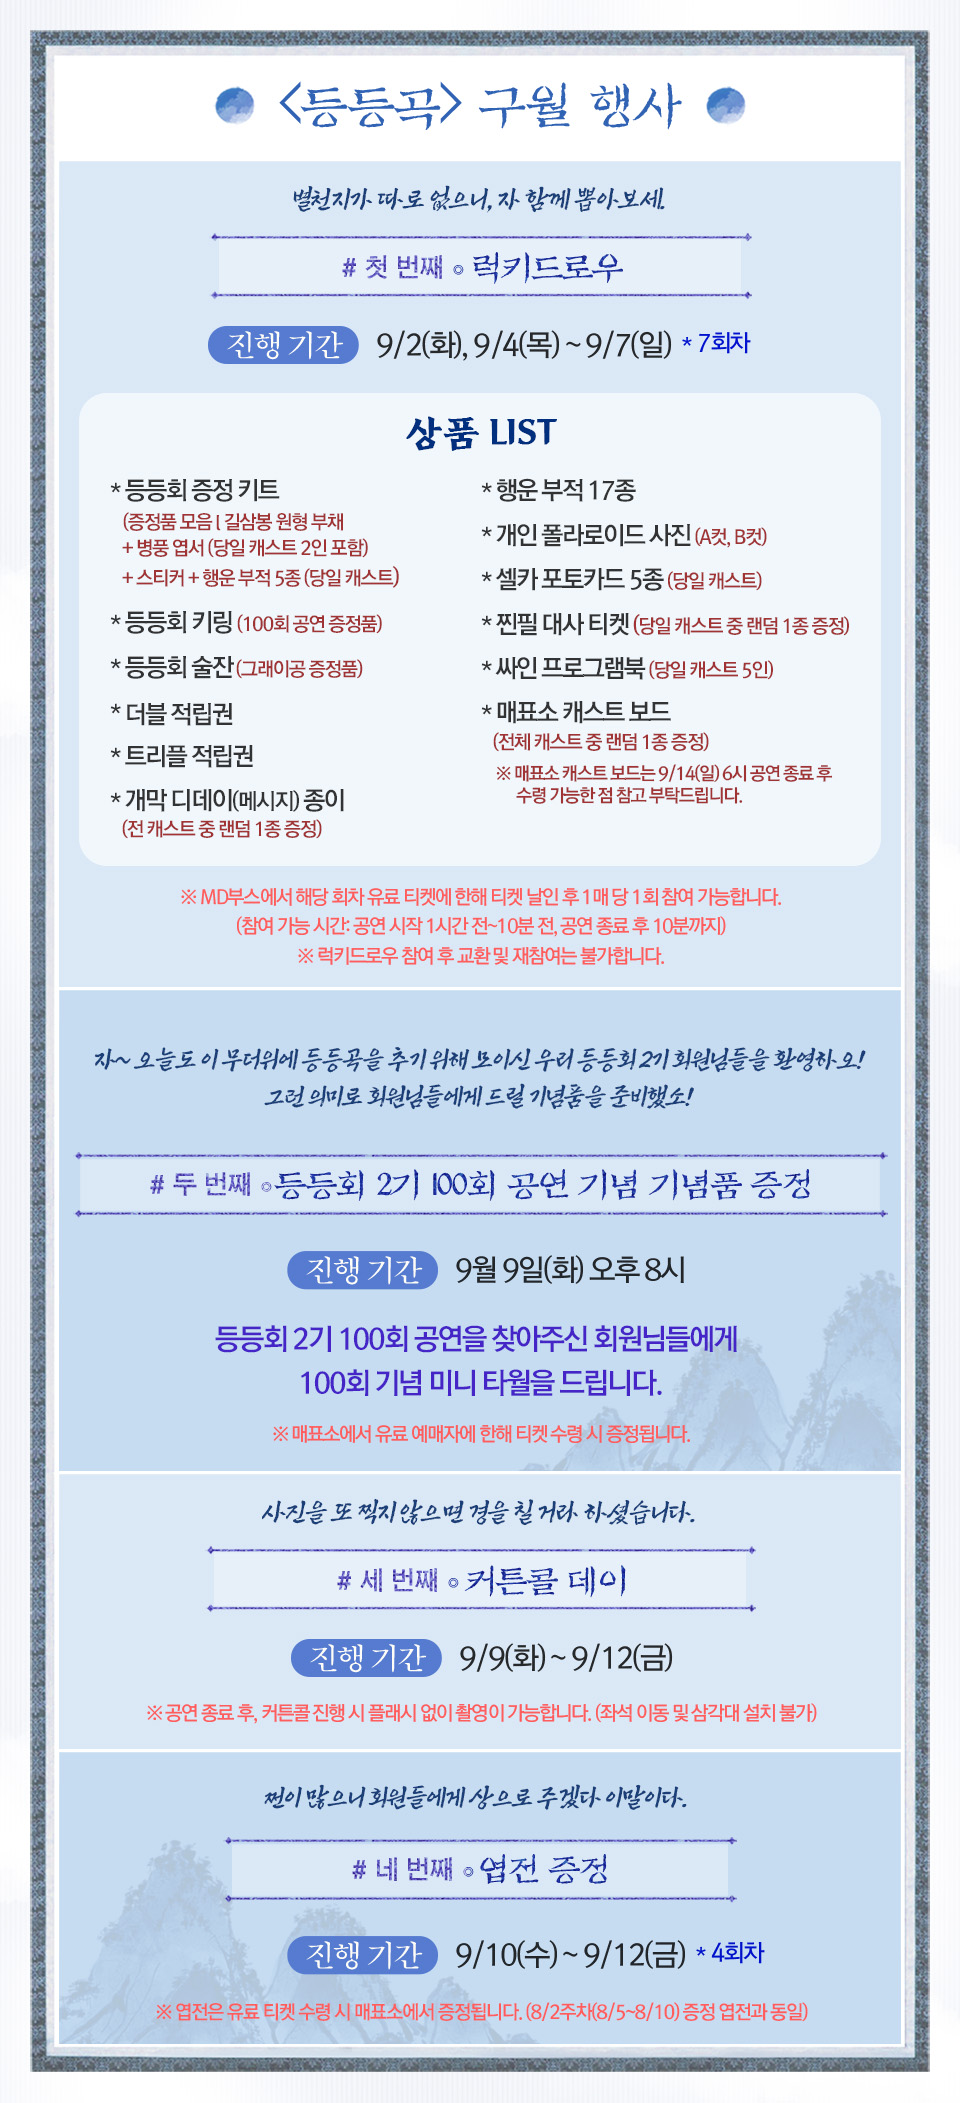 <등등곡> 구월 행사
별천지가 따로 없으니, 자 함께 뽑아보세.
# 첫 번째 ◎ 럭키드로우
진행 기간 9/2(화), 9/4(목) ~ 9/7(일) * 7회차
상품 LIST
* 등등회 증정 키트
(증정품 모음 l 길삼봉 원형 부채
+ 병풍 엽서 (당일 캐스트 2인 포함)
+ 스티커 + 행운 부적 5종 (당일 캐스트)
* 등등회 키링 (100회 공연 증정품)
* 등등회 술잔 (그래이공 증정품)
* 더블 적립권
* 트리플 적립권
* 개막 디데이(메시지) 종이
(전 캐스트 중 랜덤 1종 증정)
* 행운 부적 17종
* 개인 폴라로이드 사진 (A컷, B컷)
* 셀카 포토카드 5종 (당일 캐스트)
* 찐필 대사 티켓 (당일 캐스트 중 랜덤 1종 증정)
* 싸인 프로그램북 (당일 캐스트 5인)
* 매표소 캐스트 보드
(전체 캐스트 중 랜덤 1종 증정)
※ 매표소 캐스트 보드는 9/14(일) 6시 공연 종료 후
수령 가능한 점 참고 부탁드립니다.
※ MD부스에서 해당 회차 유료 티켓에 한해 티켓 날인 후 1매 당 1회 참여 가능합니다.
(참여 가능 시간: 공연 시작 1시간 전~10분 전, 공연 종료 후 10분까지)
※ 럭키드로우 참여 후 교환 및 재참여는 불가합니다.
자~ 오늘도 이 무더위에 등등곡을 추기 위해 모이신 우리 등등회 2기 회원님들을 환영하오!
그런 의미로 회원님들에게 드릴 기념품을 준비했소!
# 두 번째 ◎ 등등회 2기 100회 공연 기념 기념품 증정
진행 기간 9월 9일(화) 오후 8시
등등회 2기 100회 공연을 찾아주신 회원님들에게
100회 기념 미니 타월을 드립니다.
※ 매표소에서 유료 예매자에 한해 티켓 수령 시 증정됩니다.
사진을 또 찍지 않으면 경을 칠 거라 하셨습니다.
# 세 번째 ◎ 커튼콜 데이
진행 기간 9/9(화) ~ 9/12(금)
※ 공연 종료 후, 커튼콜 진행 시 플래시 없이 촬영이 가능합니다. (좌석 이동 및 삼각대 설치 불가)
쩐이 많으니 회원들에게 상으로 주겠다 이말이다.
# 네 번째 ◎ 엽전 증정
진행 기간 9/10(수) ~ 9/12(금) * 4회차
※ 엽전은 유료 티켓 수령 시 매표소에서 증정됩니다. (8/2주차(8/5~8/10) 증정 엽전과 동일)